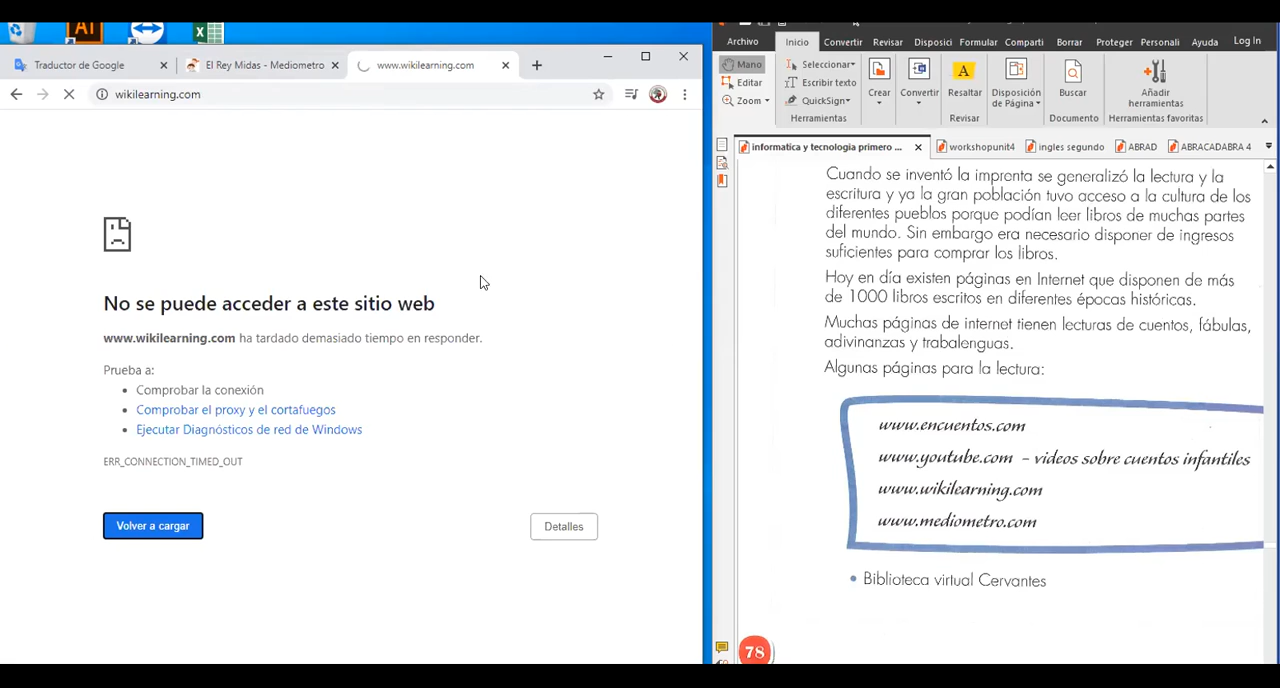 Ai
X
Traductor de Google
El Rey Midas - Mediometro
www.wikilearning.com
wikilearning.com
No se puede acceder a este sitio web
www.wikilearning.com ha tardado demasiado tiempo en responder.
Prueba a:
• Comprobar la conexión
• Comprobar el proxy y el cortafuegos
• Ejecutar Diagnósticos de red de Windows
ERR_CONNECTION_TIMED_OUT
Volver a cargar
Detalles
Archivo Inicio Convertir Revisar Disposici Formular Comparti Borrar Proteger Personali Ayuda Log In
Mano
Editar
Zoom
Seleccionar
Escribir texto
QuickSign
Herramientas
Crear
Convertir
Resaltar
Revisar
Disposición
de Página
Buscar
Documento
Añadir
herramientas
Herramientas favoritas
informatica y tecnologia primero ... workshopunit4 ingles segundo ABRAD ABRACADABRA 4
Cuando se inventó la imprenta se generalizó la lectura y la
escritura y ya la gran población tuvo acceso a la cultura de los
diferentes pueblos porque podían leer libros de muchas partes
del mundo. Sin embargo era necesario disponer de ingresos
suficientes para comprar los libros.
Hoy en día existen páginas en Internet que disponen de más
de 1000 libros escritos en diferentes épocas históricas.
Muchas páginas de internet tienen lecturas de cuentos, fábulas,
adivinanzas y trabalenguas.
Algunas páginas para la lectura:
www.encuentos.com
www.youtube.com - videos sobre cuentos infantiles
www.wikilearning.com
www.mediometro.com
• Biblioteca virtual Cervantes
78